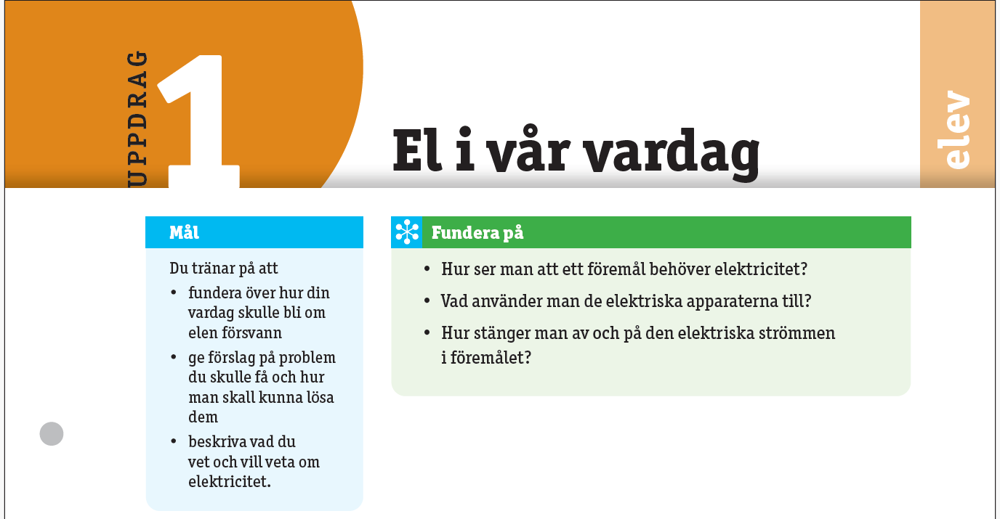 UPPDRAG
1
El i vår vardag
elev
Mål
Du tränar på att
• fundera över hur din
vardag skulle bli om
elen försvann
• ge förslag på problem
du skulle få och hur
man skall kunna lösa
dem
• beskriva vad du
vet och vill veta om
elektricitet.
Fundera på
• Hur ser man att ett föremål behöver elektricitet?
• Vad använder man de elektriska apparaterna till?
• Hur stänger man av och på den elektriska strömmen
i föremålet?